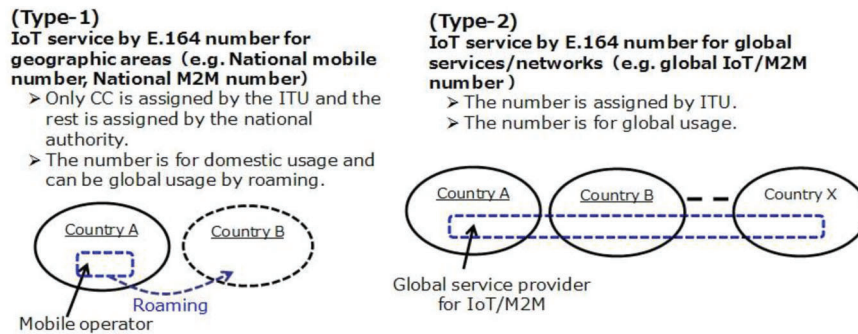 (Type-1)
IoT service by E.164 number for
geographic areas (e.g. National mobile
number, National M2M number)
➢ Only CC is assigned by the ITU and the
rest is assigned by the national
authority.
➢ The number is for domestic usage and
can be global usage by roaming.
Country A
Country B
Roaming
Mobile operator
(Type-2)
IoT service by E.164 number for global
services/networks (e.g. global IoT/M2M
number )
➢ The number is assigned by ITU.
➢ The number is for global usage.
Country A
Country B
Country X
Global service provider
for IoT/M2M